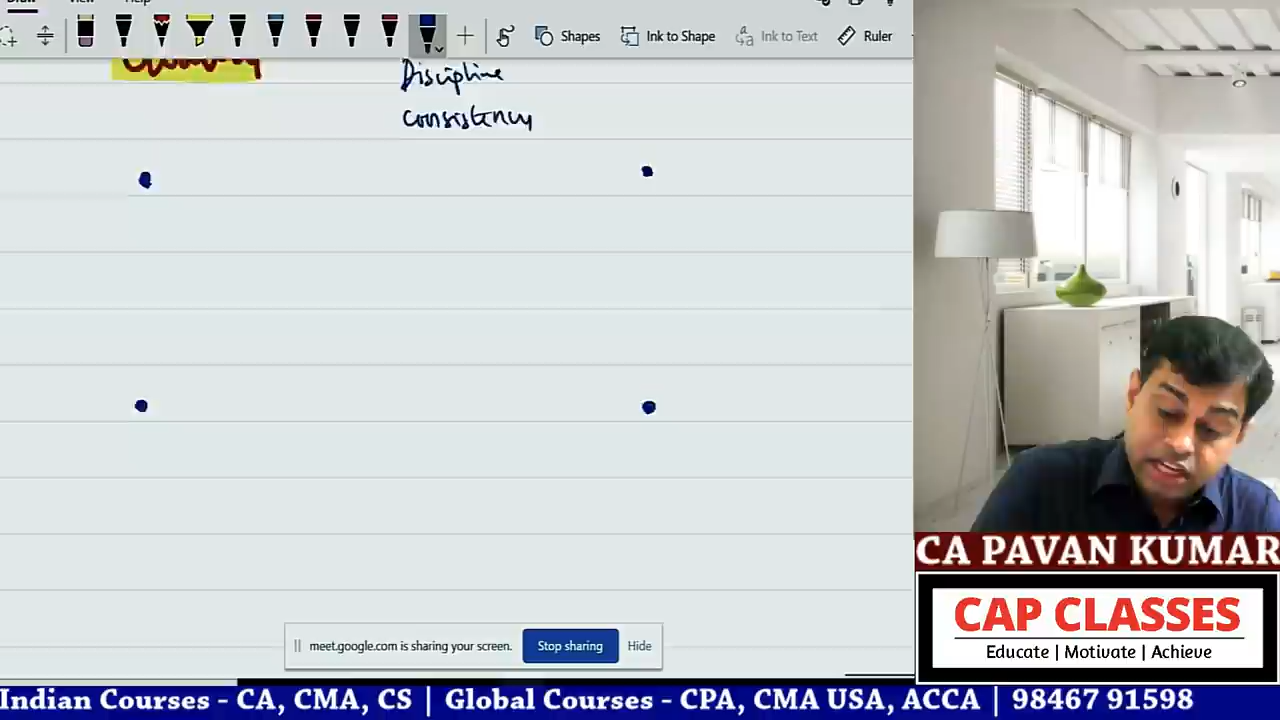 Shapes
Ink to Shape
Ink to Text
Ruler
Discipline
consistency
meet.google.com is sharing your screen.
Stop sharing
Hide
CA PAVAN KUMAR
CAP CLASSES
Educate | Motivate | Achieve
Indian Courses - CA, CMA, CS | Global Courses - CPA, CMA USA, ACCA | 98467 91598